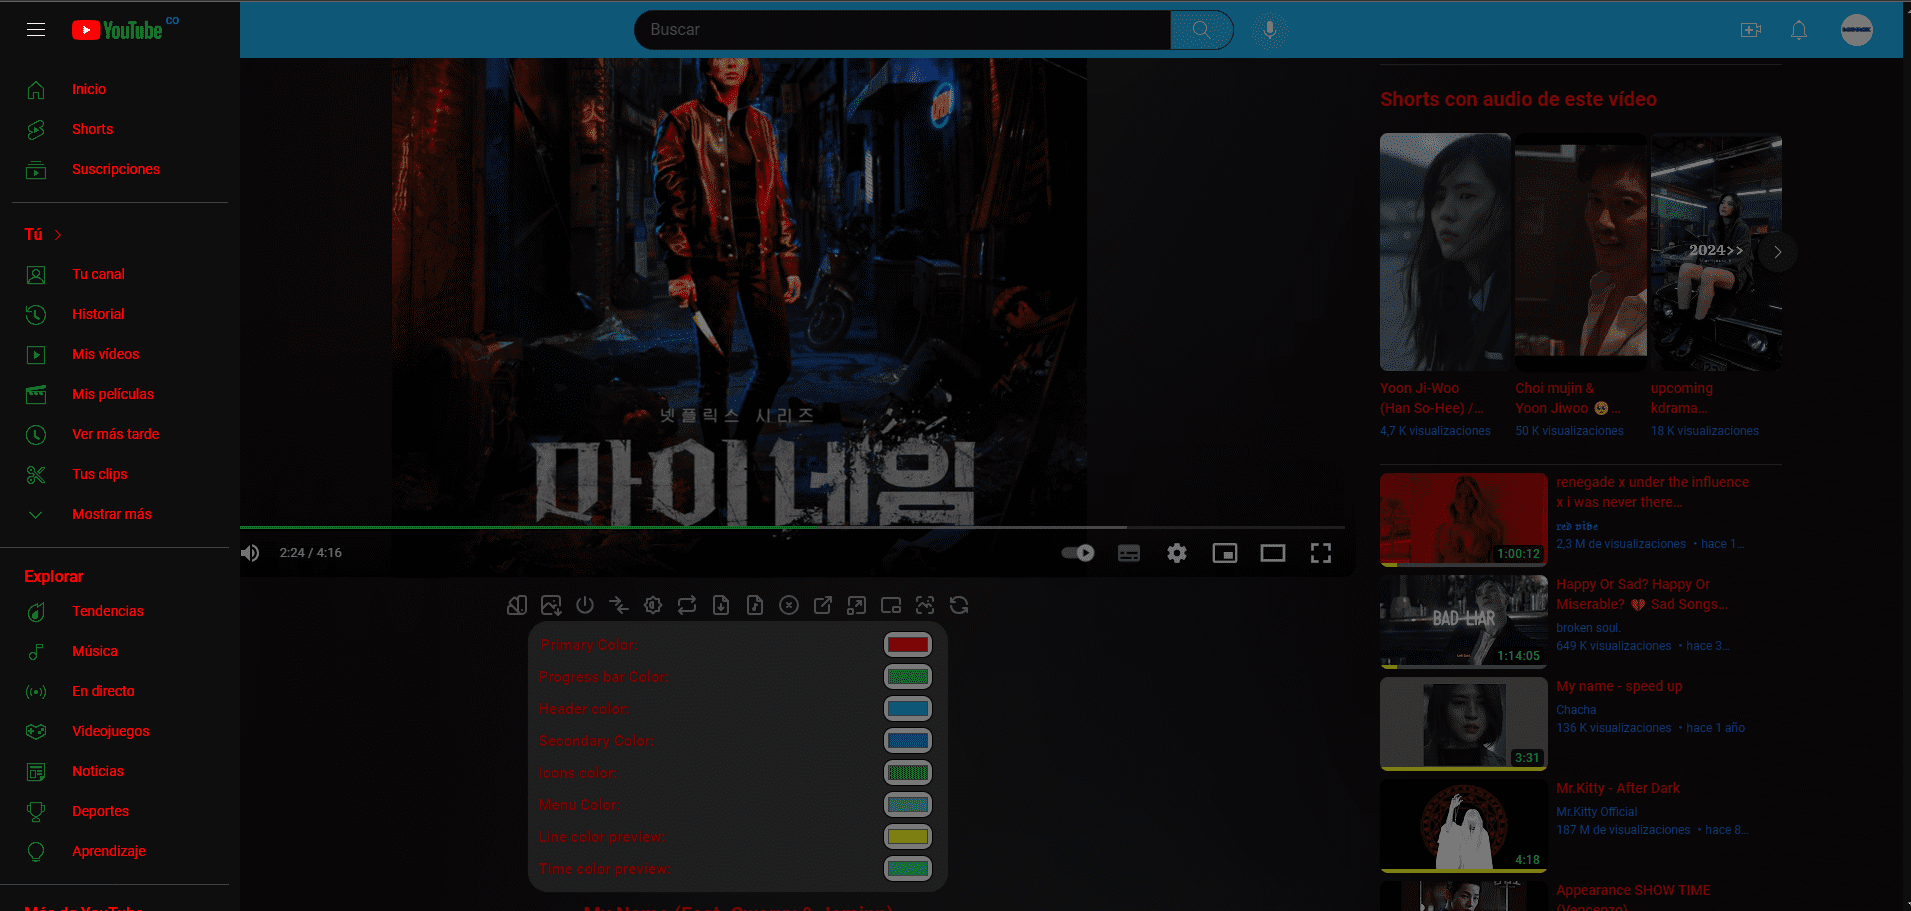 YouTube CO
Buscar
Inicio
Shorts
Suscripciones
Tú
Tu canal
Historial
Mis vídeos
Mis películas
Ver más tarde
Tus clips
Mostrar más
Explorar
Tendencias
Música
En directo
Videojuegos
Noticias
Deportes
Aprendizaje
Más de YouTube
넷플릭스 시리즈
마이 네임
2:24 / 4:16
Primary Color:
Progress bar Color:
Header color:
Secondary Color:
Icons color:
Menu Color:
Line color preview:
Time color preview:
Shorts con audio de este vídeo
2024>>
Yoon Ji-Woo
(Han So-Hee) /...
4,7 K visualizaciones
Choi mujin &
Yoon Jiwoo 🥺 ...
50 K visualizaciones
upcoming
kdrama...
18 K visualizaciones
1:00:12
renegade x under the influence
x i was never there...
red vibe
2,3 M de visualizaciones • hace 1...
BAD LIAR
1:14:05
Happy Or Sad? Happy Or
Miserable? 💔 Sad Songs...
broken soul.
649 K visualizaciones • hace 3...
3:31
My name - speed up
Chacha
136 K visualizaciones • hace 1 año
4:18
Mr.Kitty - After Dark
Mr.Kitty Official
187 M de visualizaciones • hace 8...
Appearance SHOW TIME
(Vencenzo)